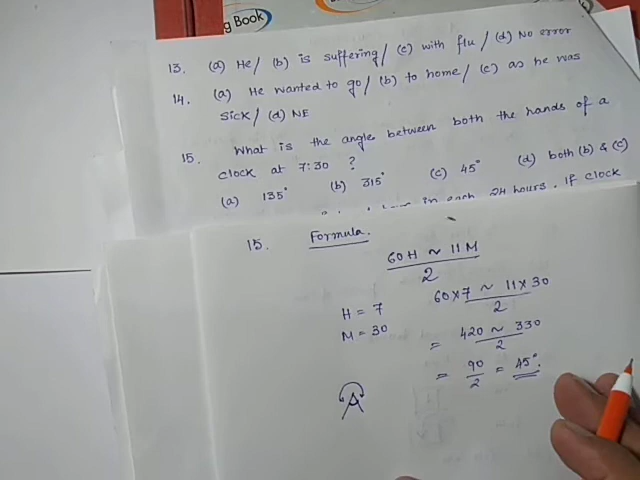 g Book
13. (a) He/ (b) is suffering/ (c) with flu / (d) No error
14. (a) He wanted to go/ (b) to home/ (c) as he was
sick/ (d) NE
15. What is the angle between both the hands of a
clock at 7:30 ?
(a) 135° (b) 315° (c) 45° (d) both (b) & (c)
in each 24 hours. If clock
15. Formula.
60H ~ 11M
2
H = 7
M = 30
60×7 ~ 11×30
2
= 420 ~ 330
2
= 90
2
= 45°.